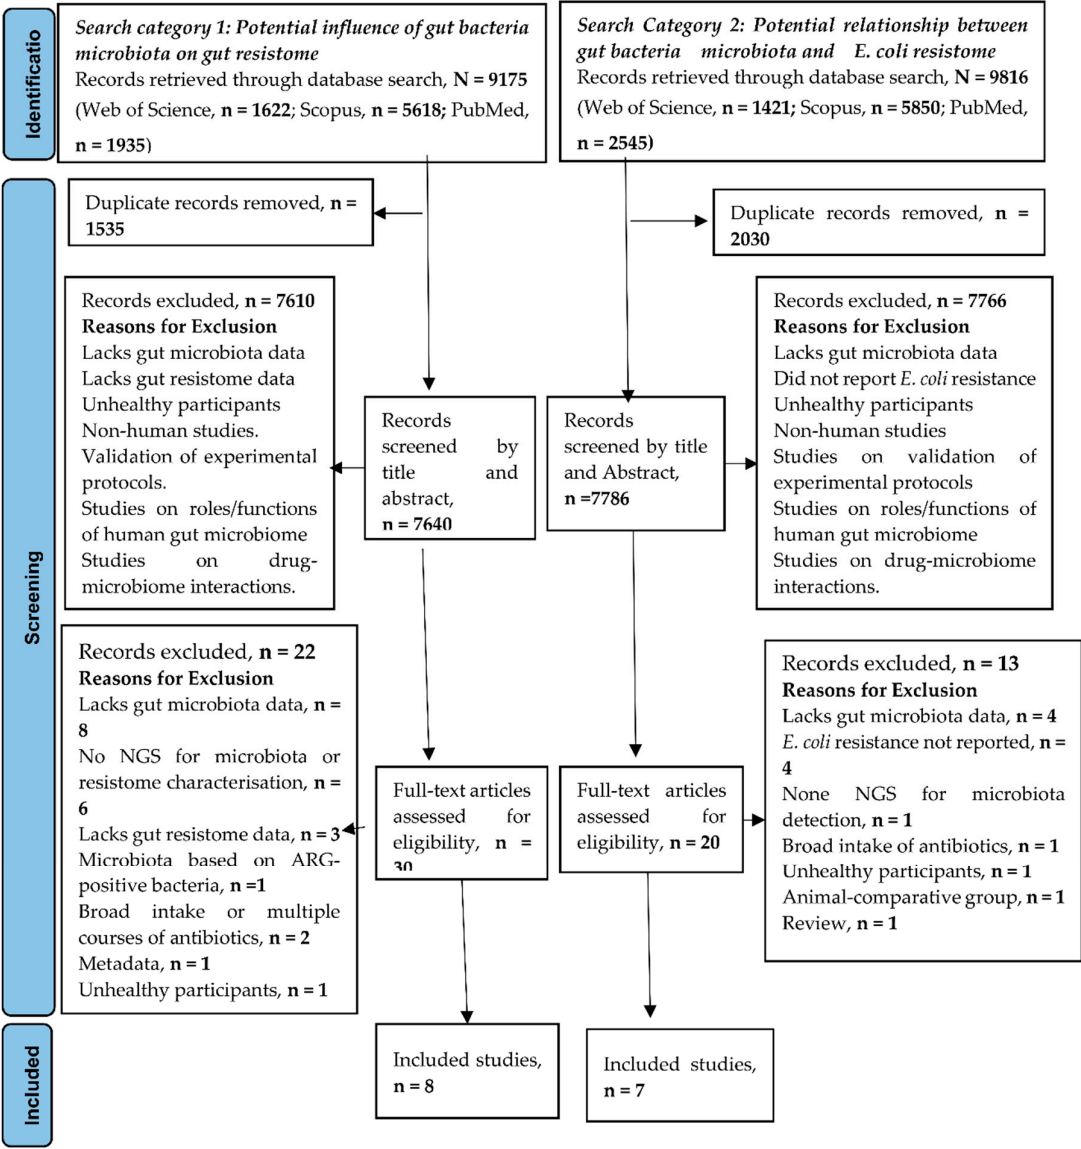 Identificatio
Search category 1: Potential influence of gut bacteria
microbiota on gut resistome
Records retrieved through database search, N = 9175
(Web of Science, n = 1622; Scopus, n = 5618; PubMed,
n = 1935)
Search Category 2: Potential relationship between
gut bacteria microbiota and E. coli resistome
Records retrieved through database search, N = 9816
(Web of Science, n = 1421; Scopus, n = 5850; PubMed,
n = 2545)
Screening
Duplicate records removed, n =
1535
Duplicate records removed, n =
2030
Records excluded, n = 7610
Reasons for Exclusion
Lacks gut microbiota data
Lacks gut resistome data
Unhealthy participants
Non-human studies.
Validation of experimental
protocols.
Studies on roles/functions
of human gut microbiome
Studies on drug-
microbiome interactions.
Records
screened by
title and
abstract,
n = 7640
Records
screened by title
and Abstract,
n =7786
Records excluded, n = 7766
Reasons for Exclusion
Lacks gut microbiota data
Did not report E. coli resistance
Unhealthy participants
Non-human studies
Studies on validation of
experimental protocols
Studies on roles/functions of
human gut microbiome
Studies on drug-microbiome
interactions.
Records excluded, n = 22
Reasons for Exclusion
Lacks gut microbiota data, n =
8
No NGS for microbiota or
resistome characterisation, n =
6
Lacks gut resistome data, n = 3
Microbiota based on ARG-
positive bacteria, n =1
Broad intake or multiple
courses of antibiotics, n = 2
Metadata, n = 1
Unhealthy participants, n = 1
Full-text articles
assessed for
eligibility, n =
30
Full-text articles
assessed for
eligibility, n = 20
Records excluded, n = 13
Reasons for Exclusion
Lacks gut microbiota data, n = 4
E. coli resistance not reported, n =
4
None NGS for microbiota
detection, n = 1
Broad intake of antibiotics, n = 1
Unhealthy participants, n = 1
Animal-comparative group, n = 1
Review, n = 1
Included
Included studies,
n = 8
Included studies,
n = 7